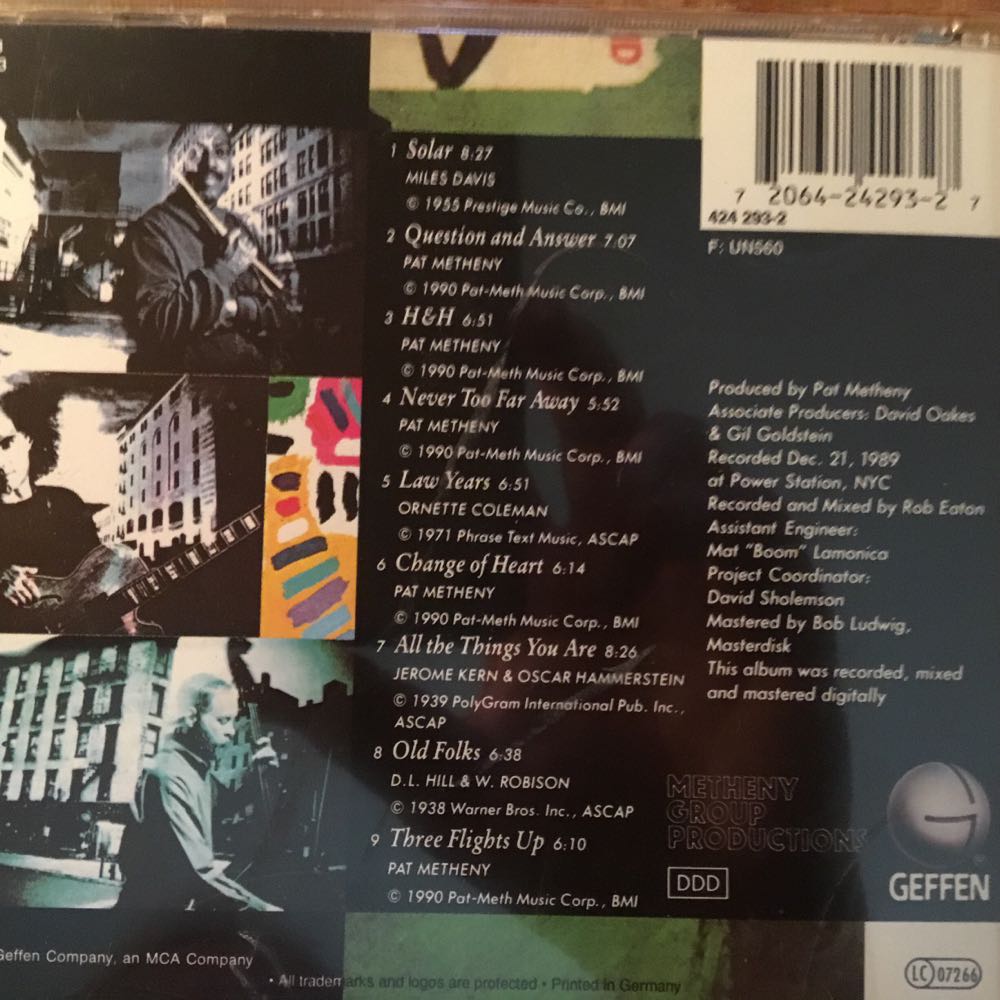 1 Solar 8:27
MILES DAVIS
© 1955 Prestige Music Co., BMI
2 Question and Answer 7:07
PAT METHENY
© 1990 Pat-Meth Music Corp., BMI
3 H&H 6:51
PAT METHENY
© 1990 Pat-Meth Music Corp., BMI
4 Never Too Far Away 5:52
PAT METHENY
© 1990 Pat-Meth Music Corp., BMI
5 Law Years 6:51
ORNETTE COLEMAN
© 1971 Phrase Text Music, ASCAP
6 Change of Heart 6:14
PAT METHENY
© 1990 Pat-Meth Music Corp., BMI
7 All the Things You Are 8:26
JEROME KERN & OSCAR HAMMERSTEIN
© 1939 PolyGram International Pub. Inc.,
ASCAP
8 Old Folks 6:38
D.L. HILL & W. ROBISON
© 1938 Warner Bros. Inc., ASCAP
9 Three Flights Up 6:10
PAT METHENY
© 1990 Pat-Meth Music Corp., BMI
7 2064-24293-2 7
424 293-2
F: UN560
Produced by Pat Metheny
Associate Producers: David Oakes
& Gil Goldstein
Recorded Dec. 21, 1989
at Power Station, NYC
Recorded and Mixed by Rob Eaton
Assistant Engineer:
Mat "Boom" Lamonica
Project Coordinator:
David Sholemson
Mastered by Bob Ludwig,
Masterdisk
This album was recorded, mixed
and mastered digitally
METHENY
GROUP
PRODUCTIONS
DDD
G
GEFFEN
Geffen Company, an MCA Company
• All trademarks and logos are protected • Printed in Germany
LC 07266